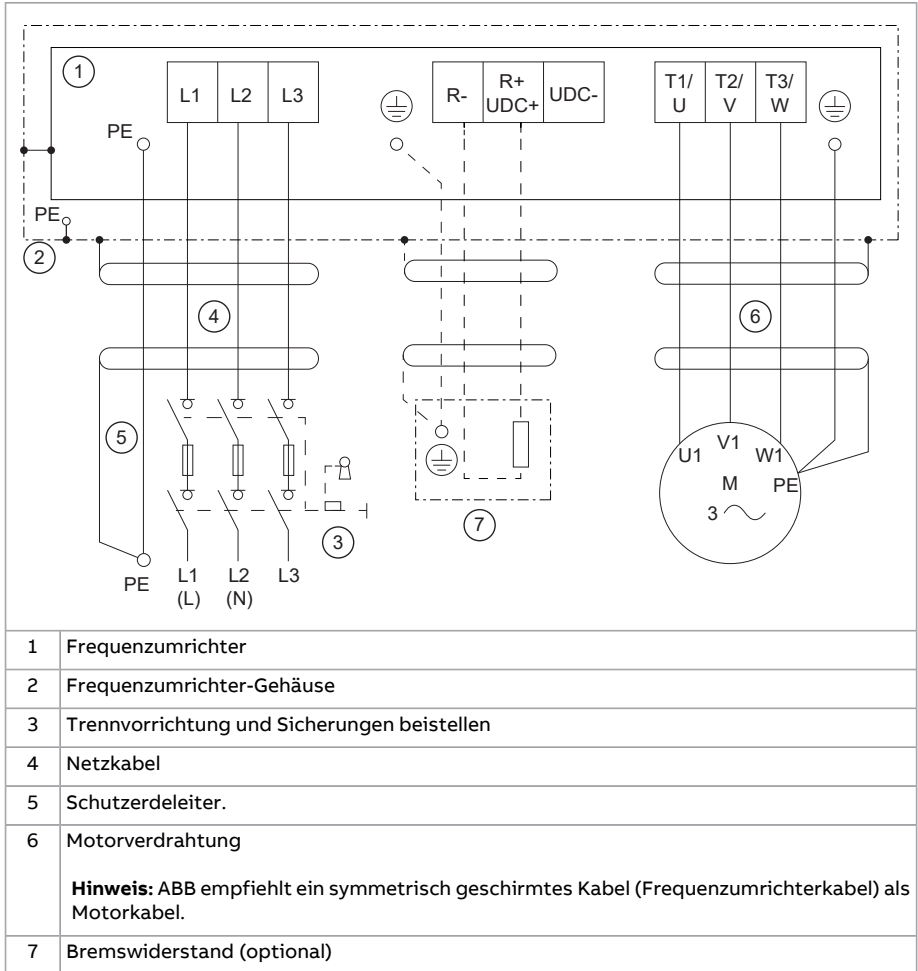 1
L1 L2 L3
R- R+ UDC+ UDC-
T1/ U T2/ V T3/ W
PE
PE
2
4
6
5
U1 V1 W1
M PE
3
3
7
PE
L1 (L) L2 (N) L3
1 Frequenzumrichter
2 Frequenzumrichter-Gehäuse
3 Trennvorrichtung und Sicherungen beistellen
4 Netzkabel
5 Schutzerdeleiter.
6 Motorverdrahtung
Hinweis: ABB empfiehlt ein symmetrisch geschirmtes Kabel (Frequenzumrichterkabel) als
Motorkabel.
7 Bremswiderstand (optional)